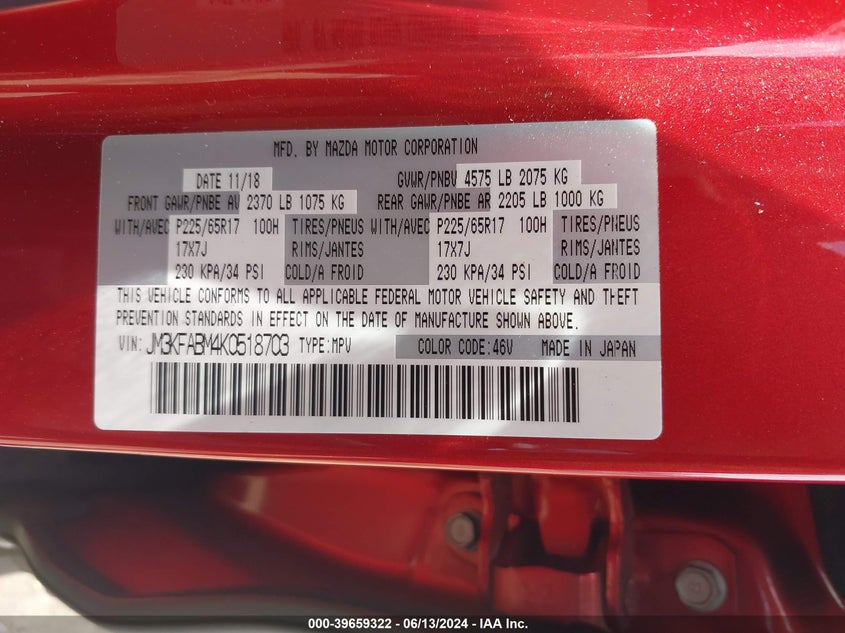 MFD. BY MAZDA MOTOR CORPORATION
DATE 11/18 GVWR/PNBV 4575 LB 2075 KG
FRONT GAWR/PNBE AV 2370 LB 1075 KG REAR GAWR/PNBE AR 2205 LB 1000 KG
WITH/AVEC P225/65R17 100H TIRES/PNEUS WITH/AVEC P225/65R17 100H TIRES/PNEUS
17X7J RIMS/JANTES 17X7J RIMS/JANTES
230 KPA/34 PSI COLD/A FROID 230 KPA/34 PSI COLD/A FROID
THIS VEHICLE CONFORMS TO ALL APPLICABLE FEDERAL MOTOR VEHICLE SAFETY AND THEFT
PREVENTION STANDARDS IN EFFECT ON THE DATE OF MANUFACTURE SHOWN ABOVE.
VIN: JM3KFABM4K0518703 TYPE:MPV COLOR CODE:46V MADE IN JAPAN
000-39659322 - 06/13/2024 - IAA Inc.